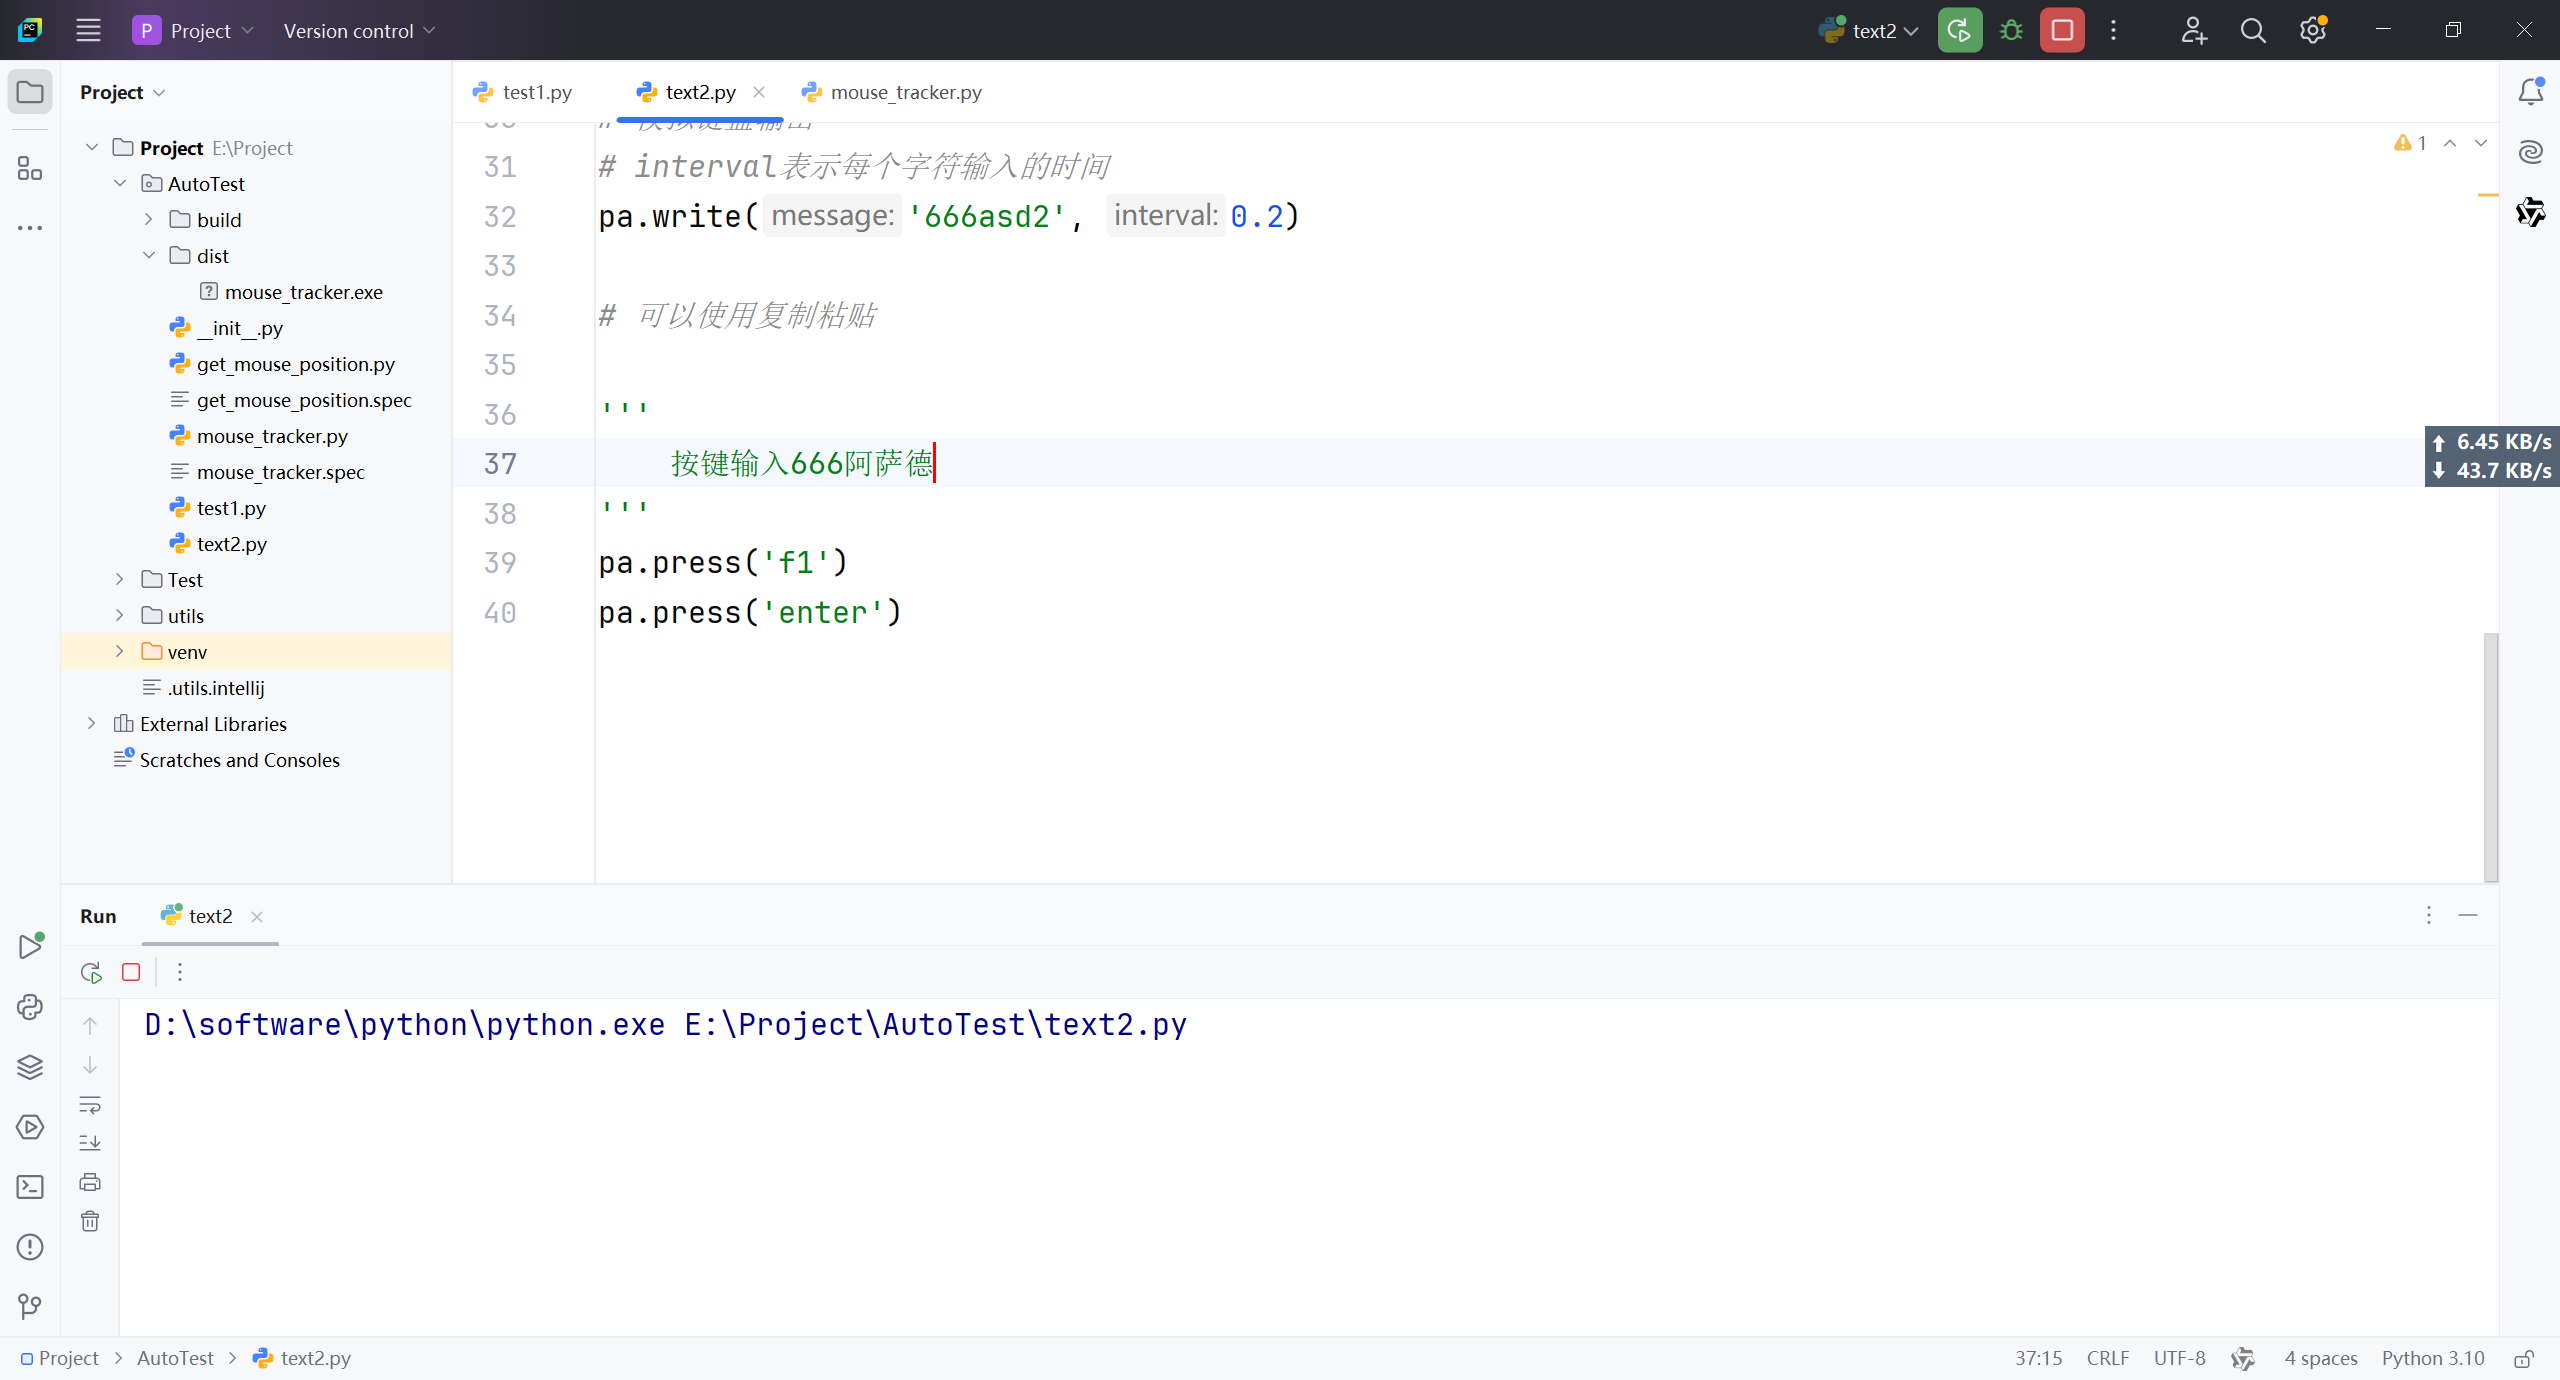 PC
P Project Version control text2
Project
test1.py text2.py mouse_tracker.py
Project E:\Project
AutoTest
build
dist
mouse_tracker.exe
__init__.py
get_mouse_position.py
get_mouse_position.spec
mouse_tracker.py
mouse_tracker.spec
test1.py
text2.py
Test
utils
venv
.utils.intellij
External Libraries
Scratches and Consoles
1
31 # interval表示每个字符输入的时间
32 pa.write( message: '666asd2', interval: 0.2)
33
34 # 可以使用复制粘贴
35
36 '''
37 按键输入666阿萨德
38 '''
39 pa.press('f1')
40 pa.press('enter')
6.45 KB/s
43.7 KB/s
Run text2
D:\software\python\python.exe E:\Project\AutoTest\text2.py
Project AutoTest text2.py 37:15 CRLF UTF-8 4 spaces Python 3.10